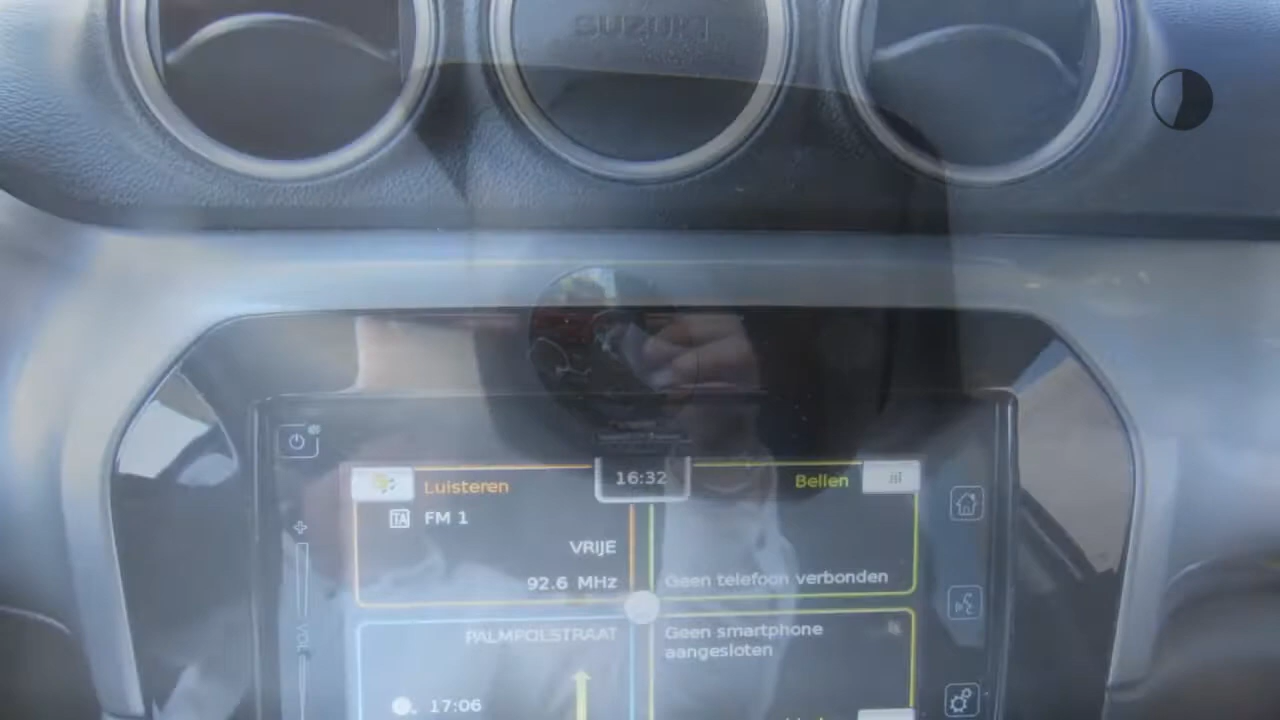 SUZUKI
16:32
Luisteren
Bellen
TA
FM 1
VRIJE
92.6 MHz
Geen telefoon verbonden
VOL
Geen smartphone
aangesloten
17:06